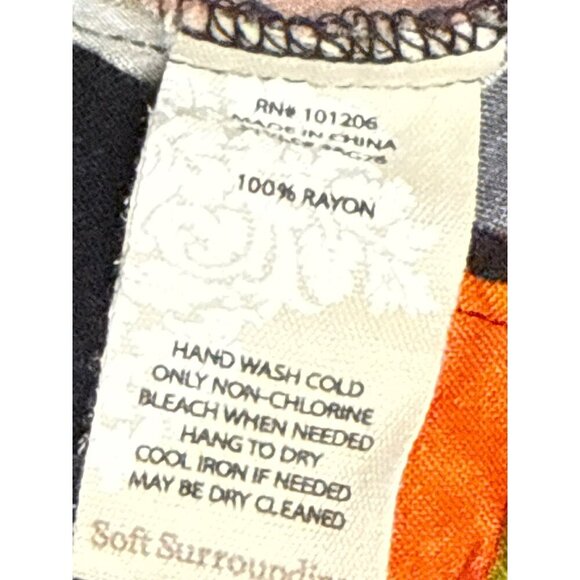 RN# 101206
MADE IN CHINA
100% RAYON
HAND WASH COLD
ONLY NON-CHLORINE
BLEACH WHEN NEEDED
HANG TO DRY
COOL IRON IF NEEDED
MAY BE DRY CLEANED
Soft